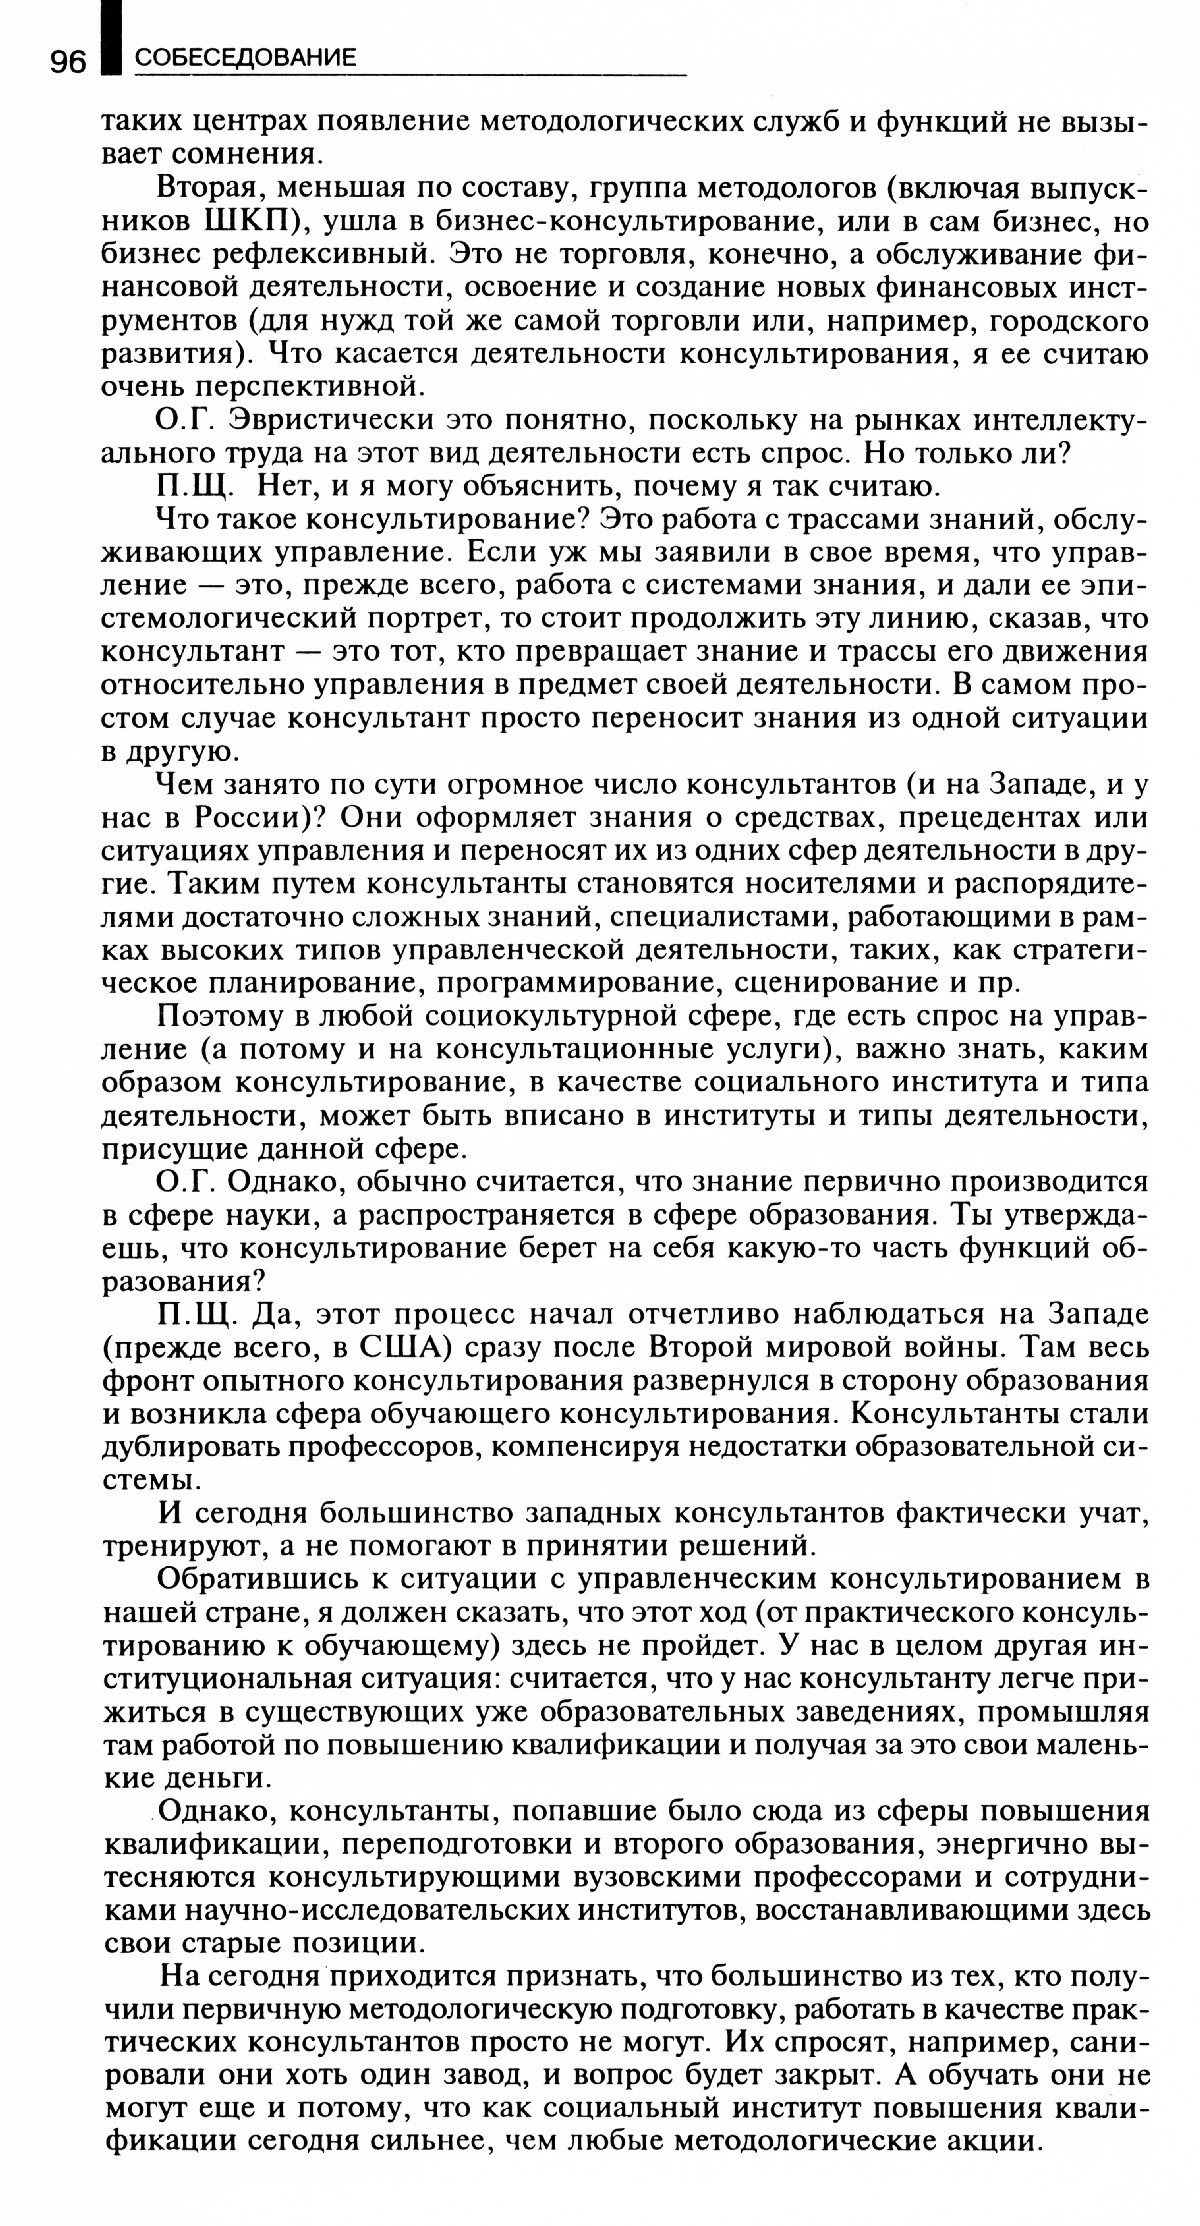 96
СОБЕСЕДОВАНИЕ
таких центрах появление методологических служб и функций не вызы-
вает сомнения.
Вторая, меньшая по составу, группа методологов (включая выпуск-
ников ШКП), ушла в бизнес-консультирование, или в сам бизнес, но
бизнес рефлексивный. Это не торговля, конечно, а обслуживание фи-
нансовой деятельности, освоение и создание новых финансовых инст-
рументов (для нужд той же самой торговли или, например, городского
развития). Что касается деятельности консультирования, я ее считаю
очень перспективной.
О.Г. Эвристически это понятно, поскольку на рынках интеллекту-
ального труда на этот вид деятельности есть спрос. Но только ли?
П.Щ. Нет, и я могу объяснить, почему я так считаю.
Что такое консультирование? Это работа с трассами знаний, обслу-
живающих управление. Если уж мы заявили в свое время, что управ-
ление — это, прежде всего, работа с системами знания, и дали ее эпи-
стемологический портрет, то стоит продолжить эту линию, сказав, что
консультант — это тот, кто превращает знание и трассы его движения
относительно управления в предмет своей деятельности. В самом про-
стом случае консультант просто переносит знания из одной ситуации
в другую.
Чем занято по сути огромное число консультантов (и на Западе, и у
нас в России)? Они оформляет знания о средствах, прецедентах или
ситуациях управления и переносят их из одних сфер деятельности в дру-
гие. Таким путем консультанты становятся носителями и распорядите-
лями достаточно сложных знаний, специалистами, работающими в рам-
ках высоких типов управленческой деятельности, таких, как стратеги-
ческое планирование, программирование, сценирование и пр.
Поэтому в любой социокультурной сфере, где есть спрос на управ-
ление (а потому и на консультационные услуги), важно знать, каким
образом консультирование, в качестве социального института и типа
деятельности, может быть вписано в институты и типы деятельности,
присущие данной сфере.
О.Г. Однако, обычно считается, что знание первично производится
в сфере науки, а распространяется в сфере образования. Ты утвержда-
ешь, что консультирование берет на себя какую-то часть функций об-
разования?
П.Щ. Да, этот процесс начал отчетливо наблюдаться на Западе
(прежде всего, в США) сразу после Второй мировой войны. Там весь
фронт опытного консультирования развернулся в сторону образования
и возникла сфера обучающего консультирования. Консультанты стали
дублировать профессоров, компенсируя недостатки образовательной си-
стемы.
И сегодня большинство западных консультантов фактически учат,
тренируют, а не помогают в принятии решений.
Обратившись к ситуации с управленческим консультированием в
нашей стране, я должен сказать, что этот ход (от практического консуль-
тированию к обучающему) здесь не пройдет. У нас в целом другая ин-
ституциональная ситуация: считается, что у нас консультанту легче при-
житься в существующих уже образовательных заведениях, промышляя
там работой по повышению квалификации и получая за это свои малень-
кие деньги.
Однако, консультанты, попавшие было сюда из сферы повышения
квалификации, переподготовки и второго образования, энергично вы-
тесняются консультирующими вузовскими профессорами и сотрудни-
ками научно-исследовательских институтов, восстанавливающими здесь
свои старые позиции.
На сегодня приходится признать, что большинство из тех, кто полу-
чили первичную методологическую подготовку, работать в качестве прак-
тических консультантов просто не могут. Их спросят, например, сани-
ровали они хоть один завод, и вопрос будет закрыт. А обучать они не
могут еще и потому, что как социальный институт повышения квали-
фикации сегодня сильнее, чем любые методологические акции.